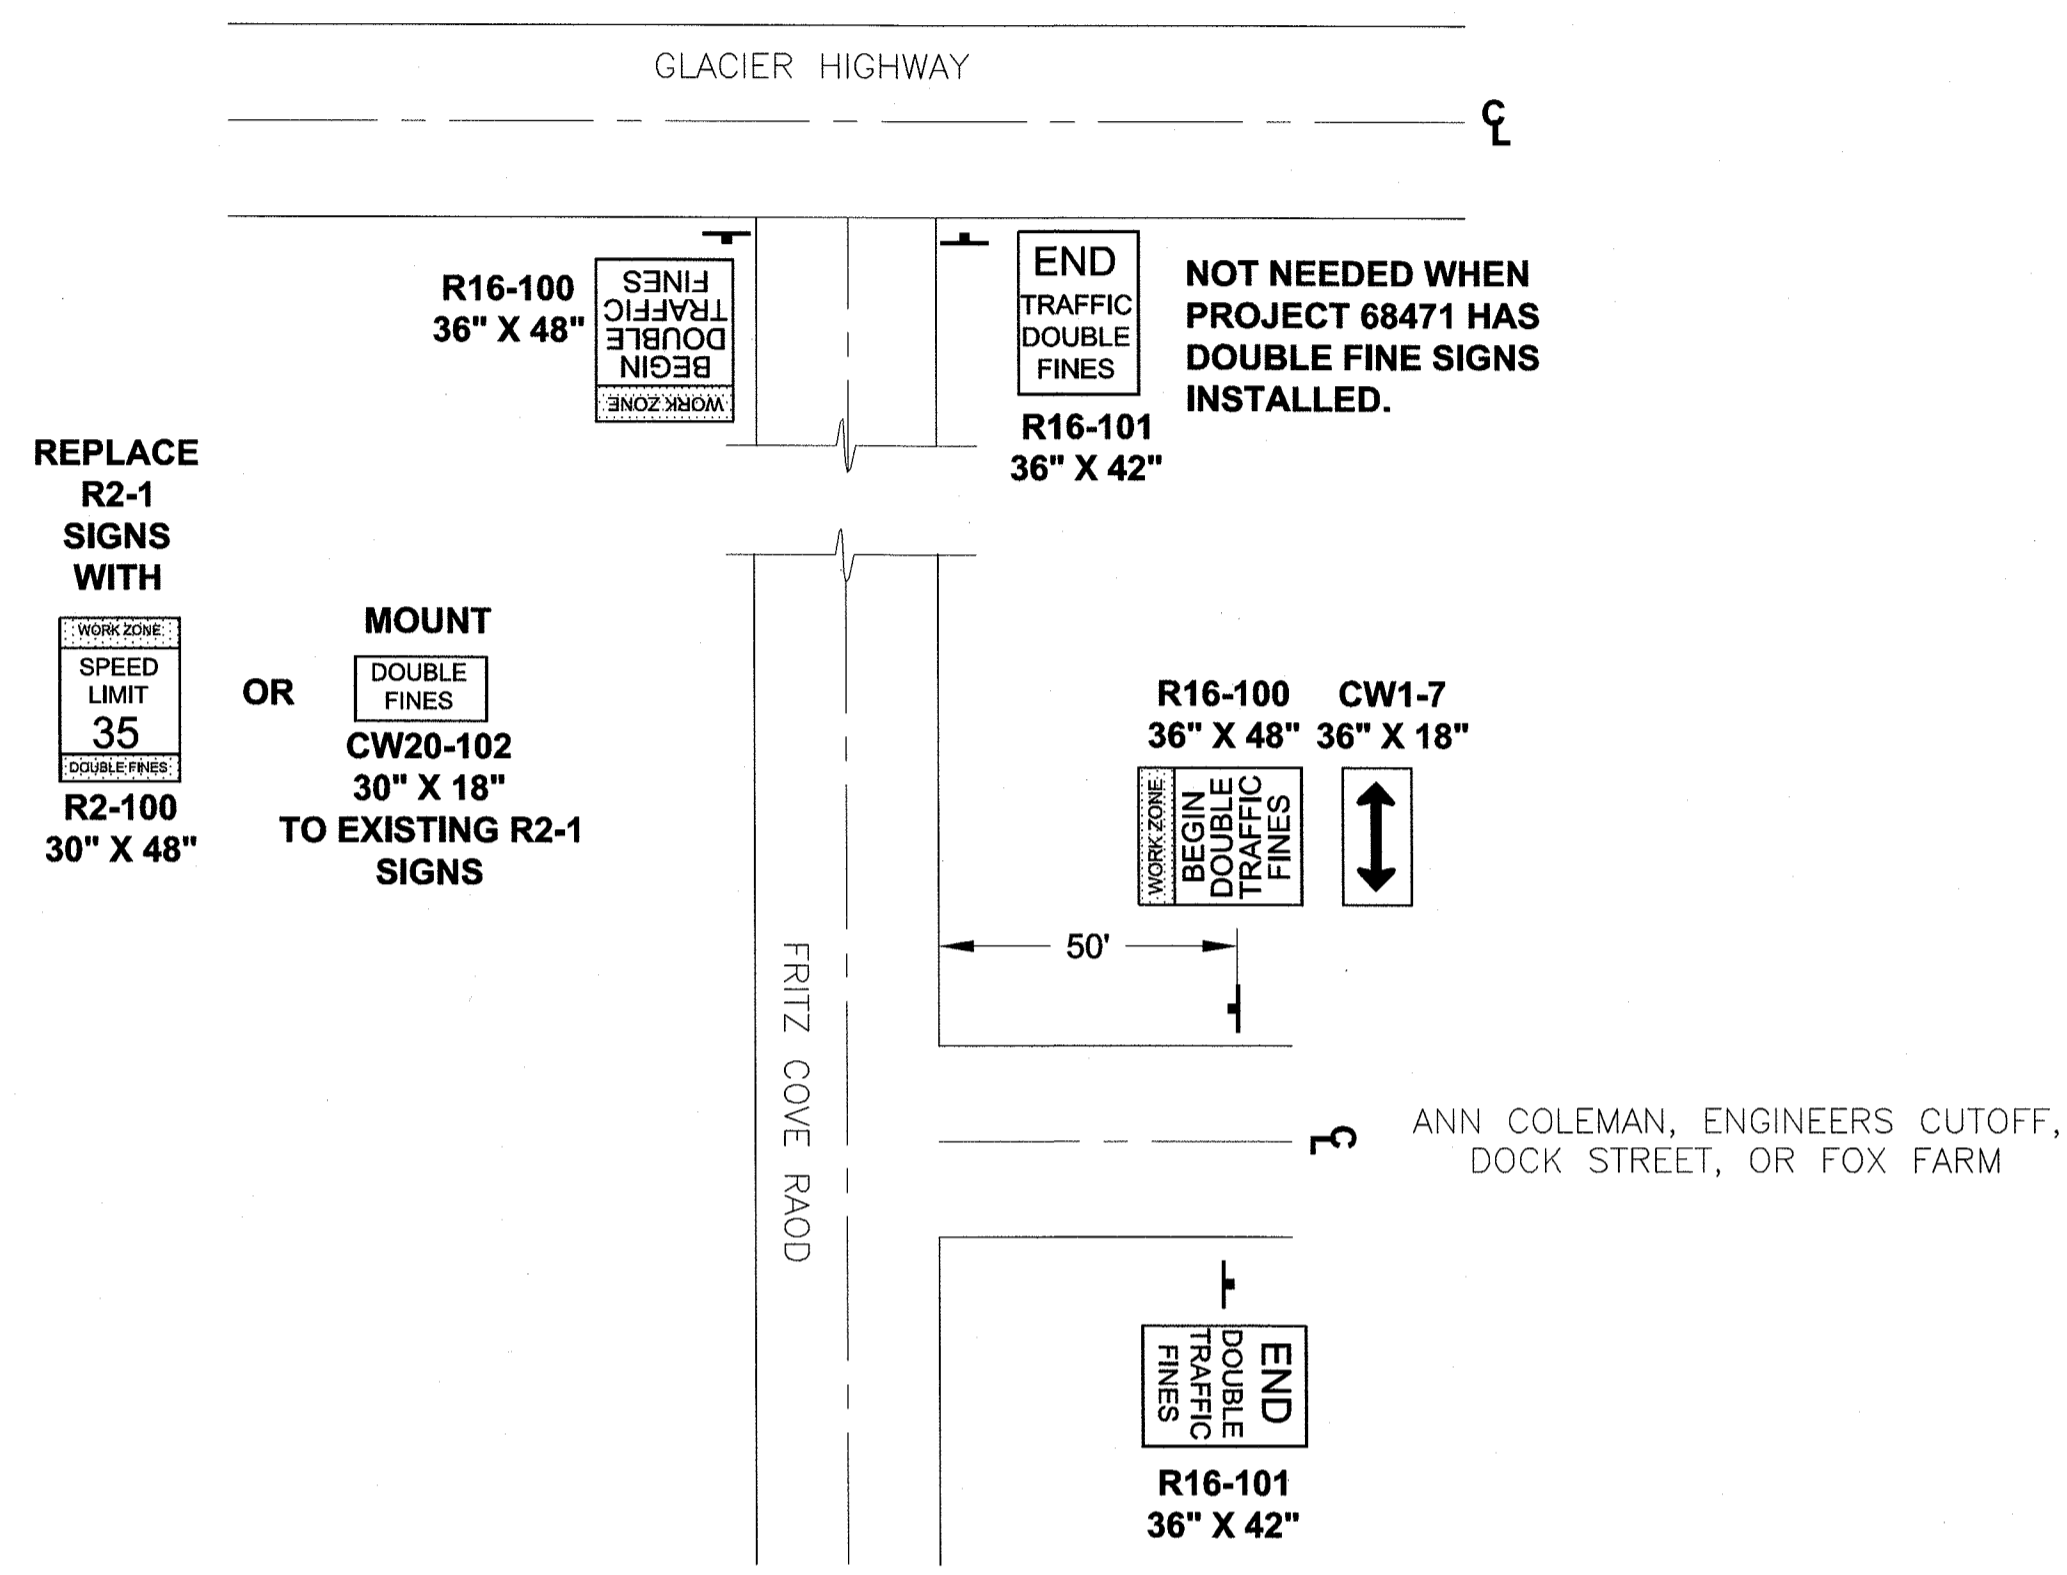 GLACIER HIGHWAY
CL
R16-100
36" X 48"
WORK ZONE
BEGIN
DOUBLE
TRAFFIC
FINES
END
TRAFFIC
DOUBLE
FINES
R16-101
36" X 42"
NOT NEEDED WHEN
PROJECT 68471 HAS
DOUBLE FINE SIGNS
INSTALLED.
REPLACE
R2-1
SIGNS
WITH
WORK ZONE
SPEED
LIMIT
35
DOUBLE FINES
R2-100
30" X 48"
OR
MOUNT
DOUBLE
FINES
CW20-102
30" X 18"
TO EXISTING R2-1
SIGNS
R16-100
36" X 48"
WORK ZONE
BEGIN
DOUBLE
TRAFFIC
FINES
CW1-7
36" X 18"
50'
FRITZ COVE RAOD
CL
ANN COLEMAN, ENGINEERS CUTOFF,
DOCK STREET, OR FOX FARM
END
DOUBLE
TRAFFIC
FINES
R16-101
36" X 42"